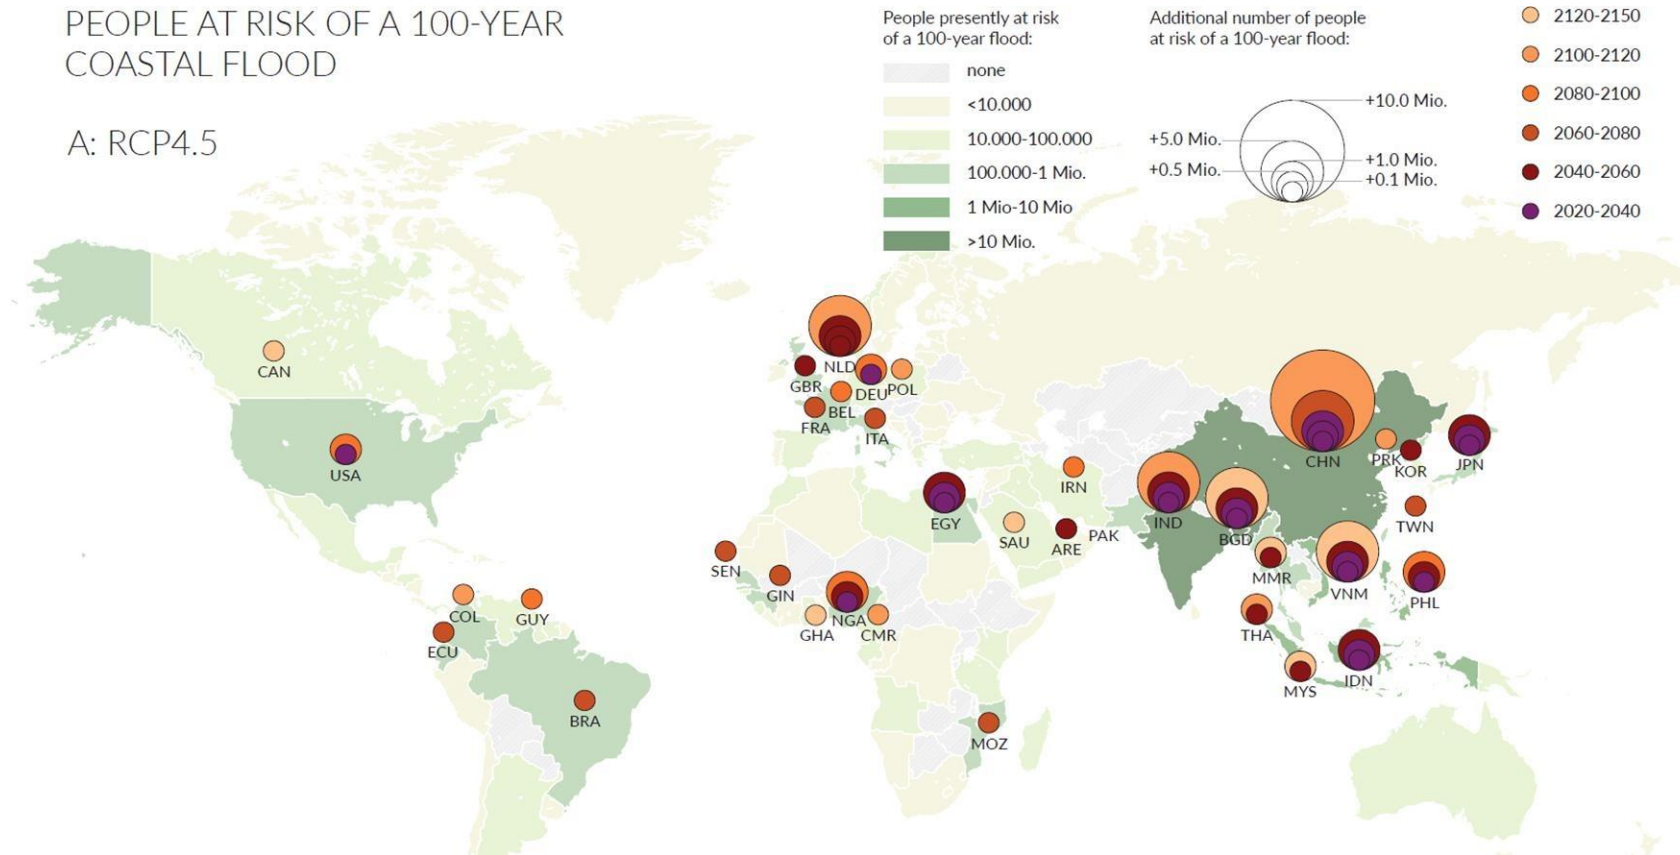 PEOPLE AT RISK OF A 100-YEAR
COASTAL FLOOD
A: RCP4.5
People presently at risk
of a 100-year flood:
none
<10.000
10.000-100.000
100.000-1 Mio.
1 Mio-10 Mio
>10 Mio.
Additional number of people
at risk of a 100-year flood:
+10.0 Mio.
+5.0 Mio.
+1.0 Mio.
+0.5 Mio.
+0.1 Mio.
2120-2150
2100-2120
2080-2100
2060-2080
2040-2060
2020-2040
CAN
USA
COL
GUY
ECU
BRA
NLD
GBR
DEU
POL
BEL
FRA
ITA
EGY
IRN
SAU
ARE
PAK
SEN
GIN
GHA
NGA
CMR
MOZ
IND
BGD
CHN
PRK
KOR
JPN
TWN
MMR
VNM
PHL
THA
MYS
IDN